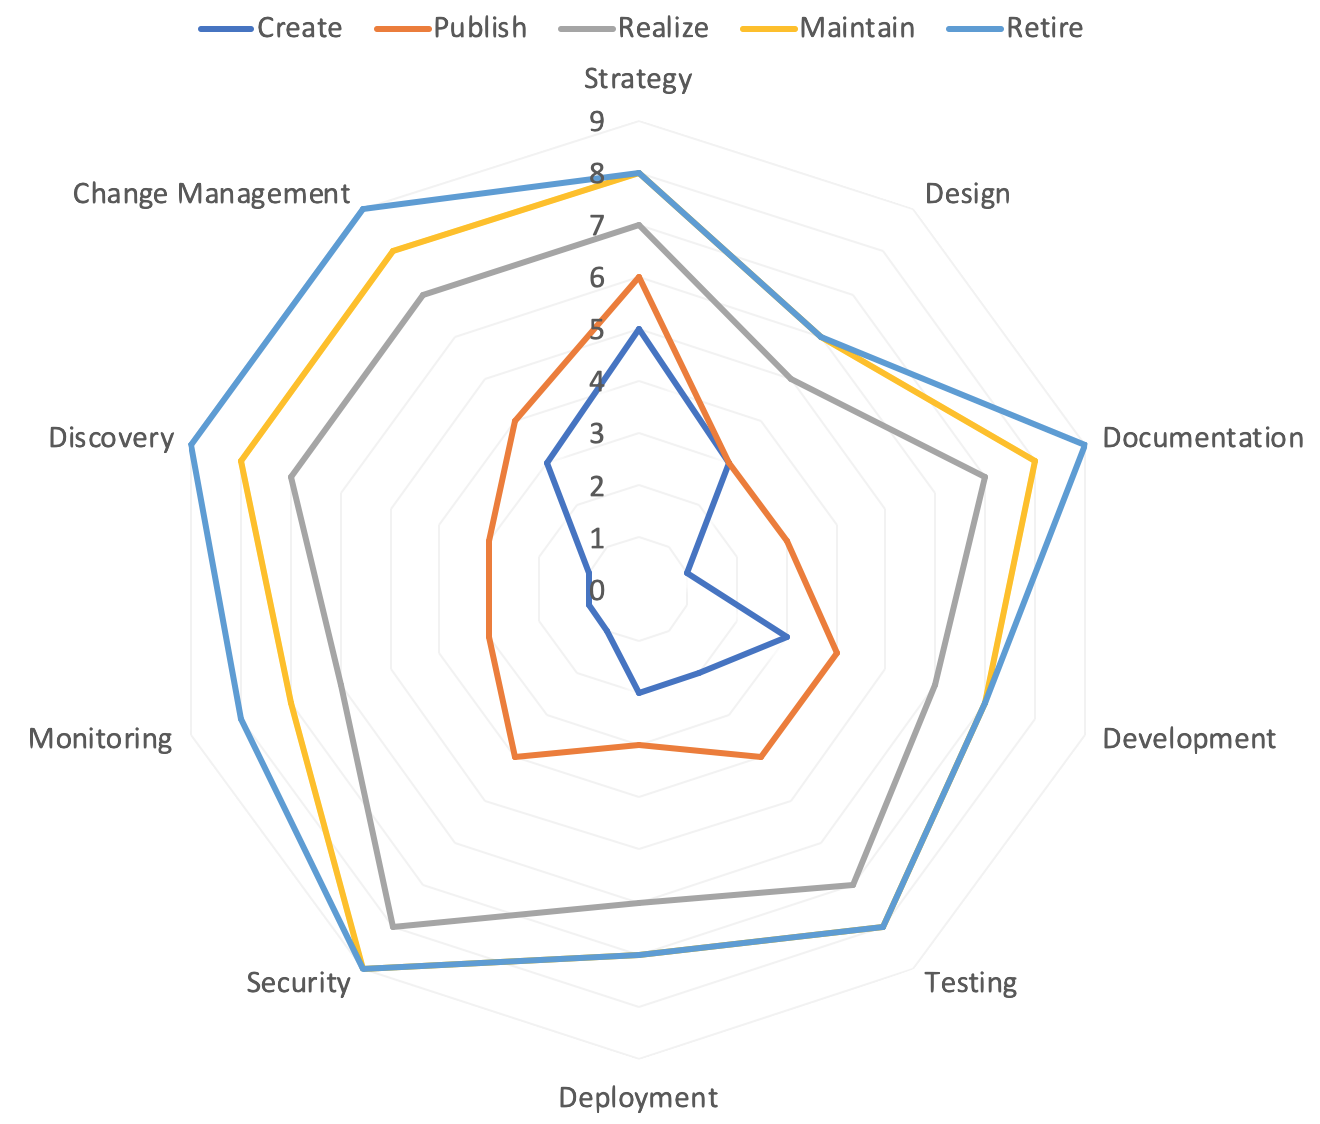 Create Publish Realize Maintain Retire
Strategy
9
8
7
6
5
4
3
2
1
0
Design
Documentation
Development
Testing
Deployment
Security
Monitoring
Discovery
Change Management